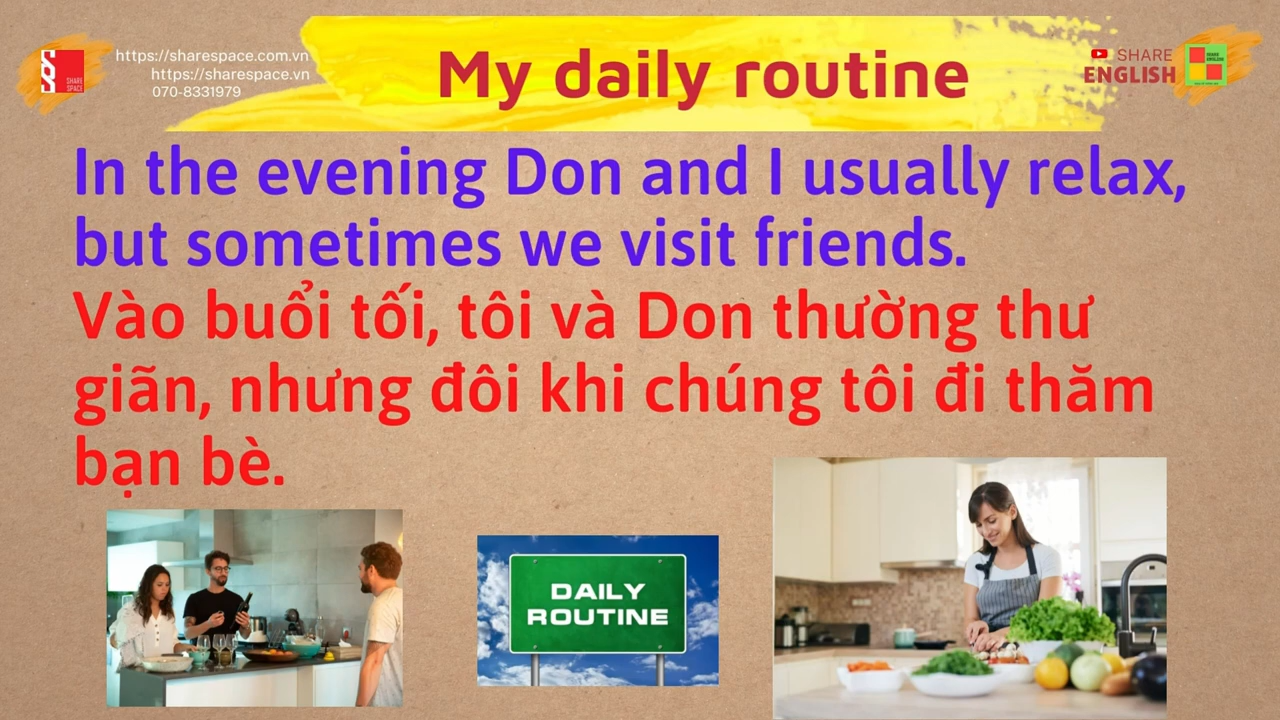 https://sharespace.com.vn
https://sharespace.vn
070-8331979
SHARE
SPACE
My daily routine
SHARE
ENGLISH
In the evening Don and I usually relax,
but sometimes we visit friends.
Vào buổi tối, tôi và Don thường thư
giãn, nhưng đôi khi chúng tôi đi thăm
bạn bè.
DAILY
ROUTINE